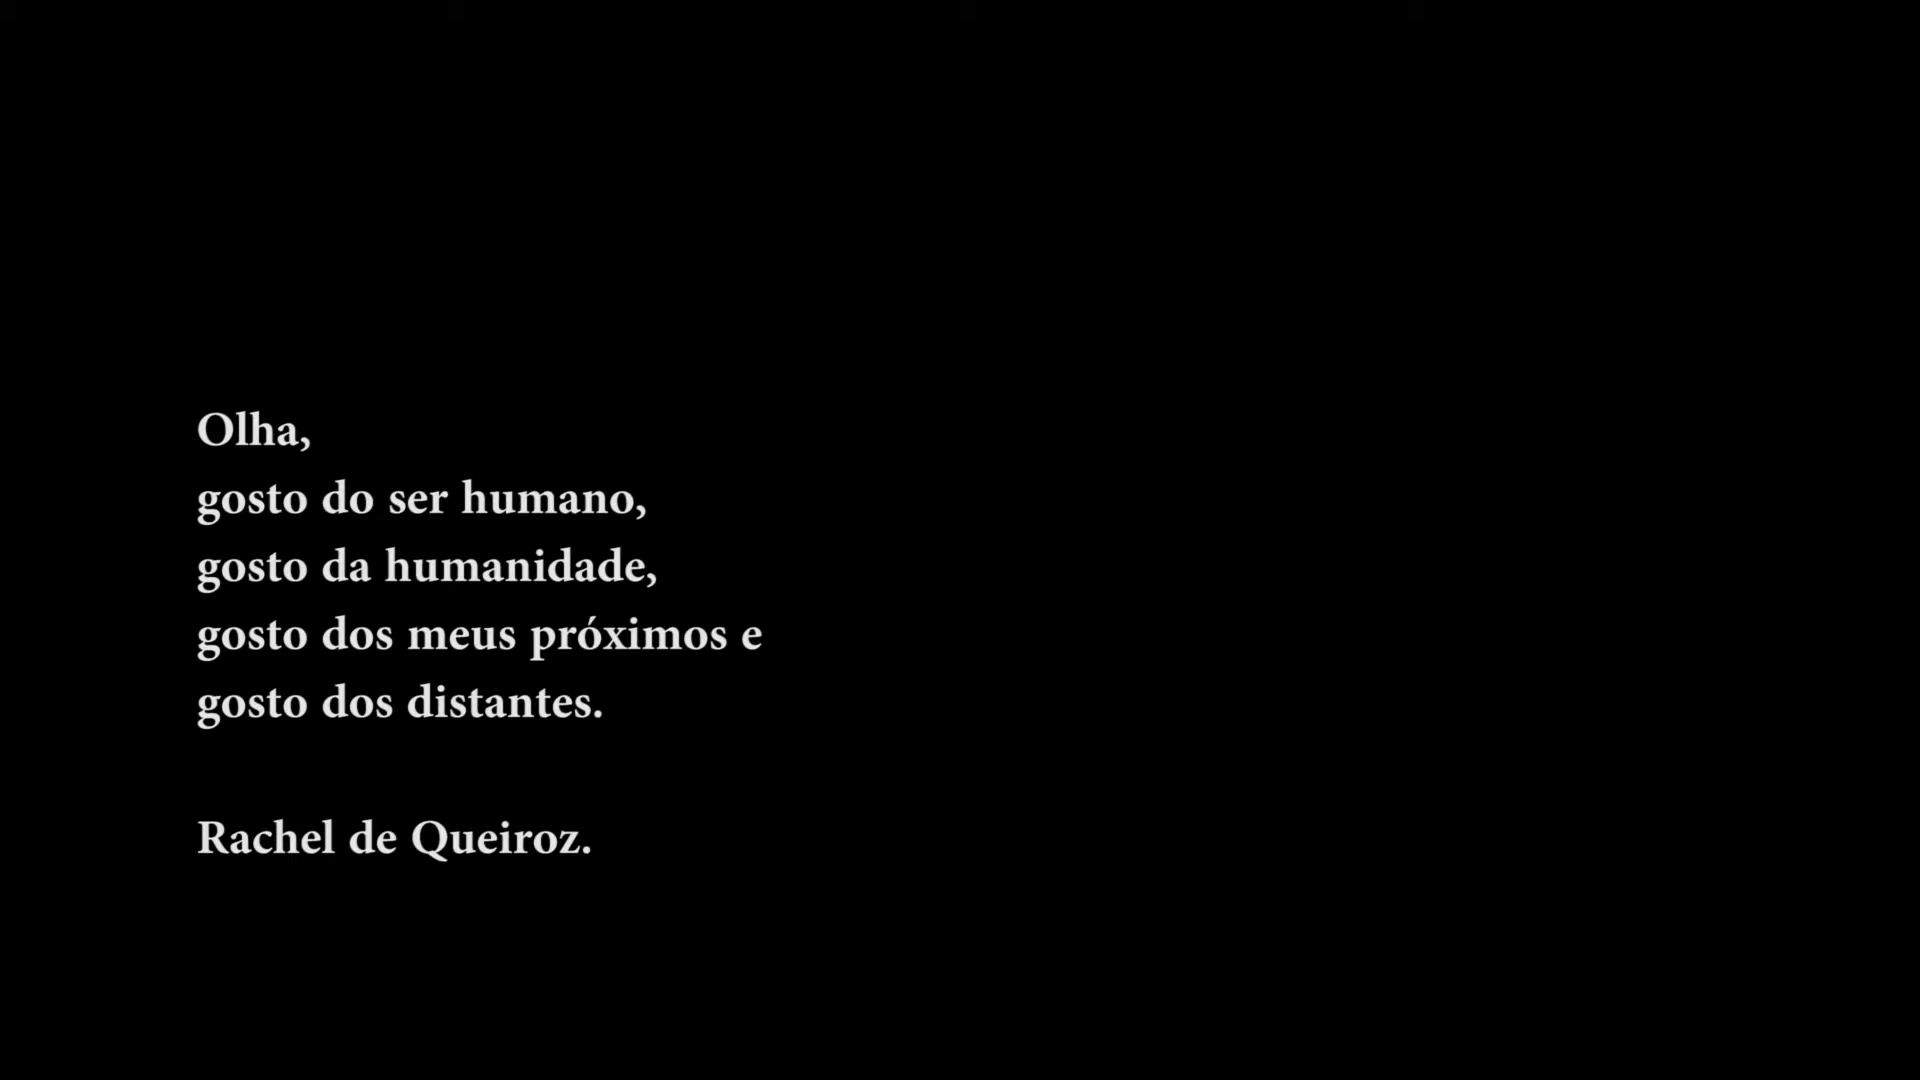 Olha,
gosto do ser humano,
gosto da humanidade,
gosto dos meus próximos e
gosto dos distantes.
Rachel de Queiroz.